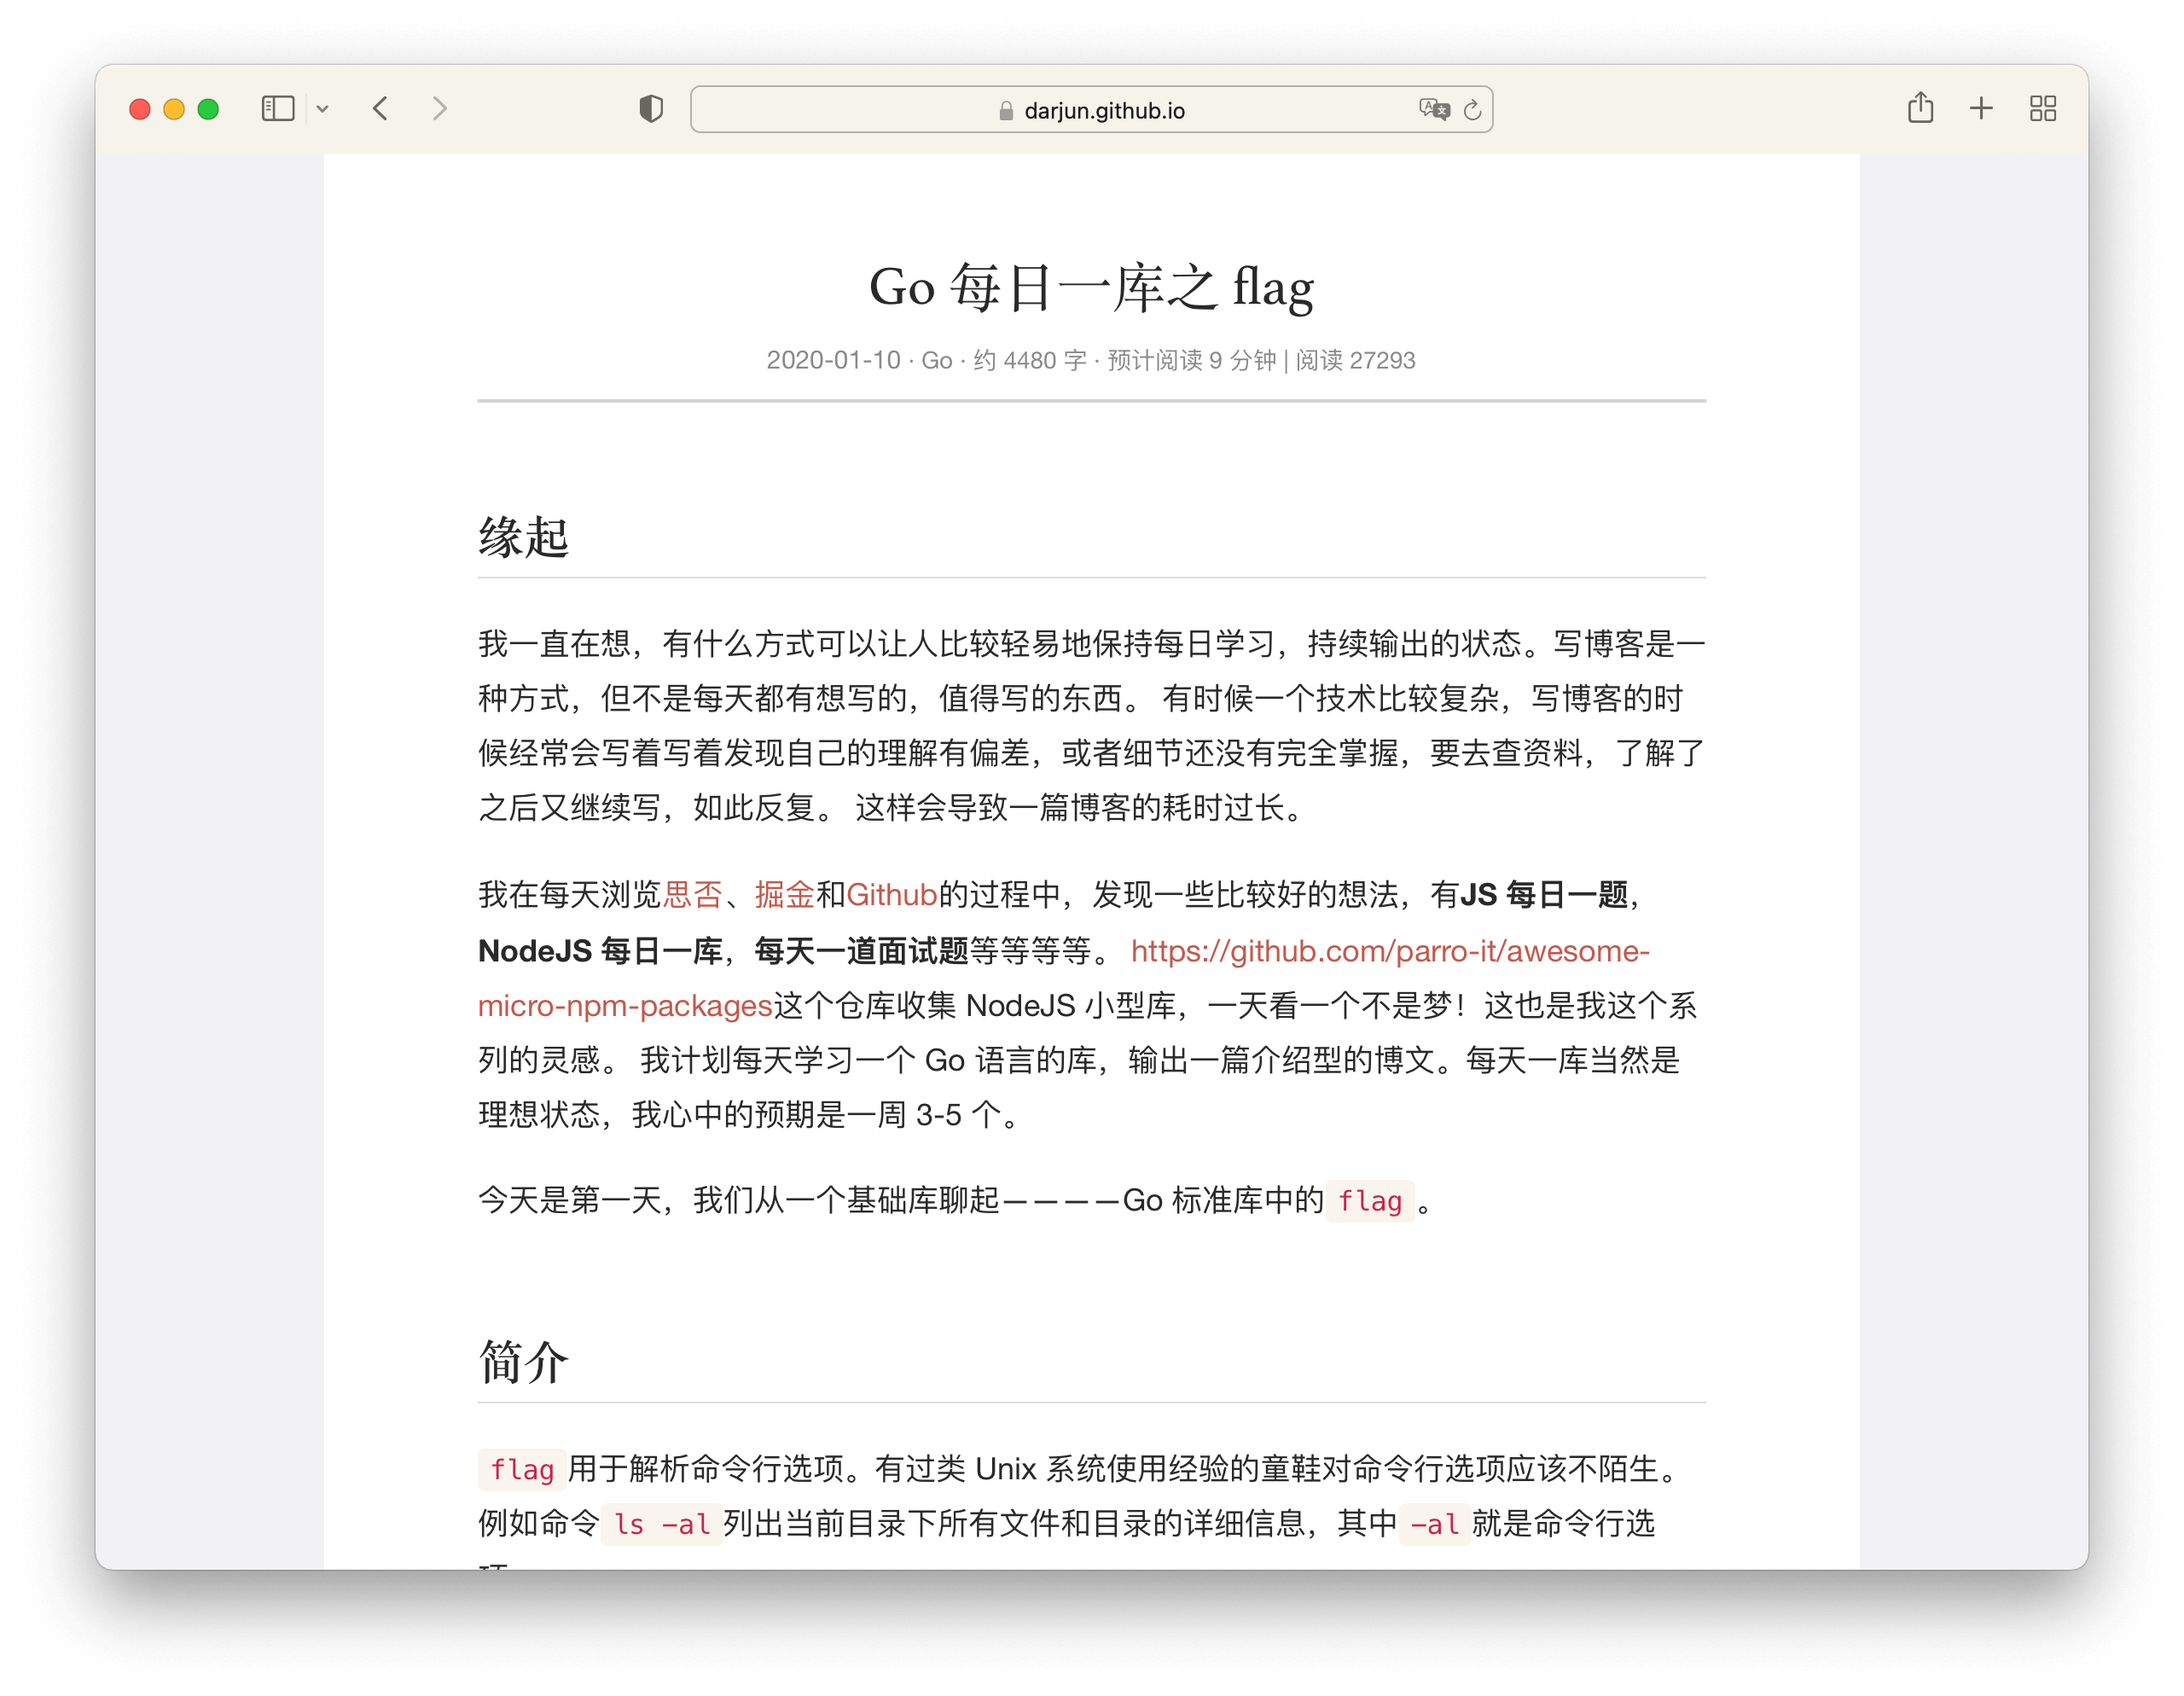 darjun.github.io
Go 每日一库之 flag
2020-01-10 · Go · 约 4480 字 · 预计阅读 9 分钟 | 阅读 27293
缘起
我一直在想，有什么方式可以让人比较轻易地保持每日学习，持续输出的状态。写博客是一
种方式，但不是每天都有想写的，值得写的东西。 有时候一个技术比较复杂，写博客的时
候经常会写着写着发现自己的理解有偏差，或者细节还没有完全掌握，要去查资料，了解了
之后又继续写，如此反复。 这样会导致一篇博客的耗时过长。
我在每天浏览思否、掘金和Github的过程中，发现一些比较好的想法，有JS 每日一题，
NodeJS 每日一库，每天一道面试题等等等等。 https://github.com/parro-it/awesome-
micro-npm-packages这个仓库收集 NodeJS 小型库，一天看一个不是梦！这也是我这个系
列的灵感。 我计划每天学习一个 Go 语言的库，输出一篇介绍型的博文。每天一库当然是
理想状态，我心中的预期是一周 3-5 个。
今天是第一天，我们从一个基础库聊起————Go 标准库中的flag。
简介
flag用于解析命令行选项。有过类 Unix 系统使用经验的童鞋对命令行选项应该不陌生。
例如命令ls -al列出当前目录下所有文件和目录的详细信息，其中-al就是命令行选